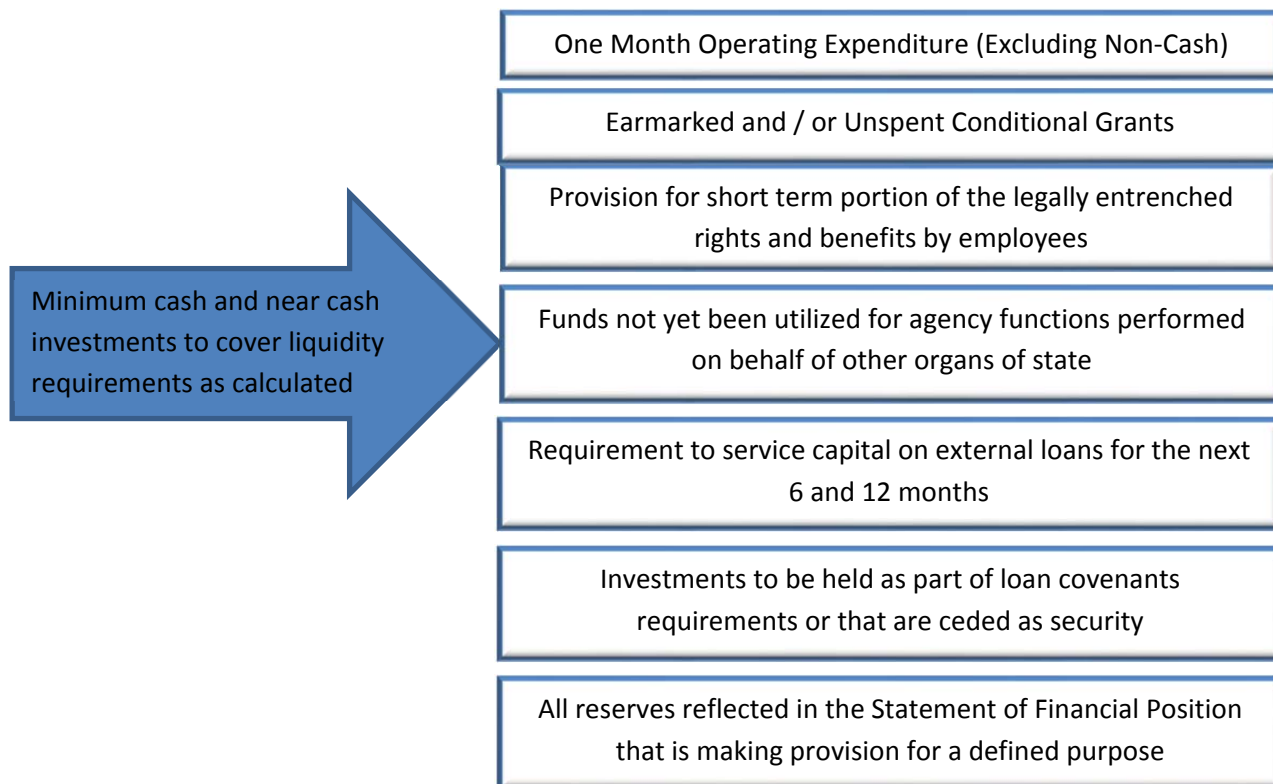 One Month Operating Expenditure (Excluding Non-Cash)
Earmarked and / or Unspent Conditional Grants
Provision for short term portion of the legally entrenched
rights and benefits by employees
Minimum cash and near cash
investments to cover liquidity
requirements as calculated
Funds not yet been utilized for agency functions performed
on behalf of other organs of state
Requirement to service capital on external loans for the next
6 and 12 months
Investments to be held as part of loan covenants
requirements or that are ceded as security
All reserves reflected in the Statement of Financial Position
that is making provision for a defined purpose